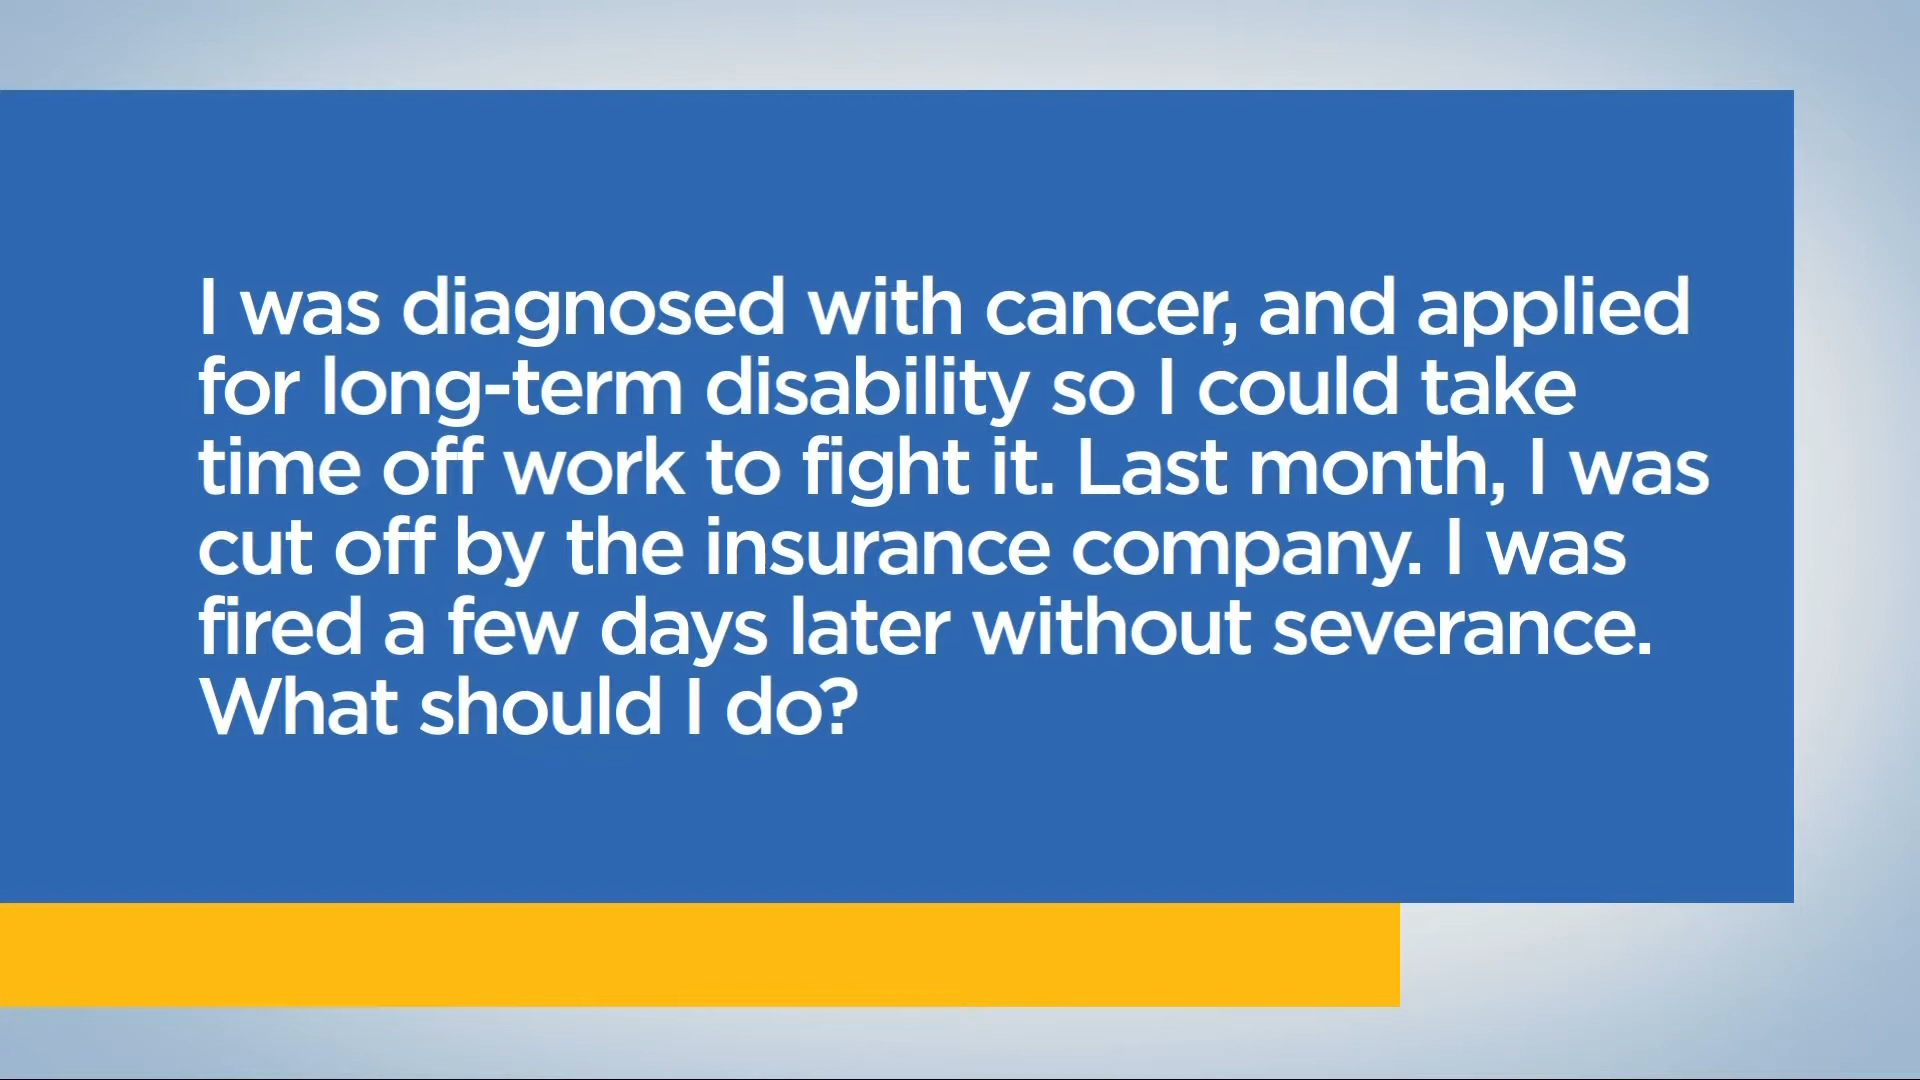 I was diagnosed with cancer, and applied
for long-term disability so I could take
time off work to fight it. Last month, I was
cut off by the insurance company. I was
fired a few days later without severance.
What should I do?